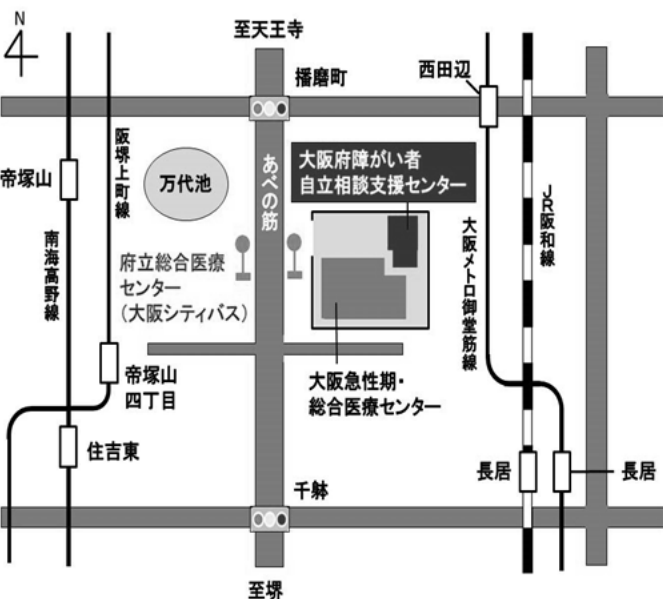 N
至天王寺
播磨町
西田辺
阪堺上町線
帝塚山
万代池
あべの筋
大阪府障がい者
自立相談支援センター
JR阪和線
南海高野線
府立総合医療
センター
（大阪シティバス）
大阪メトロ御堂筋線
帝塚山
四丁目
大阪急性期・
総合医療センター
住吉東
長居
長居
千躰
至堺